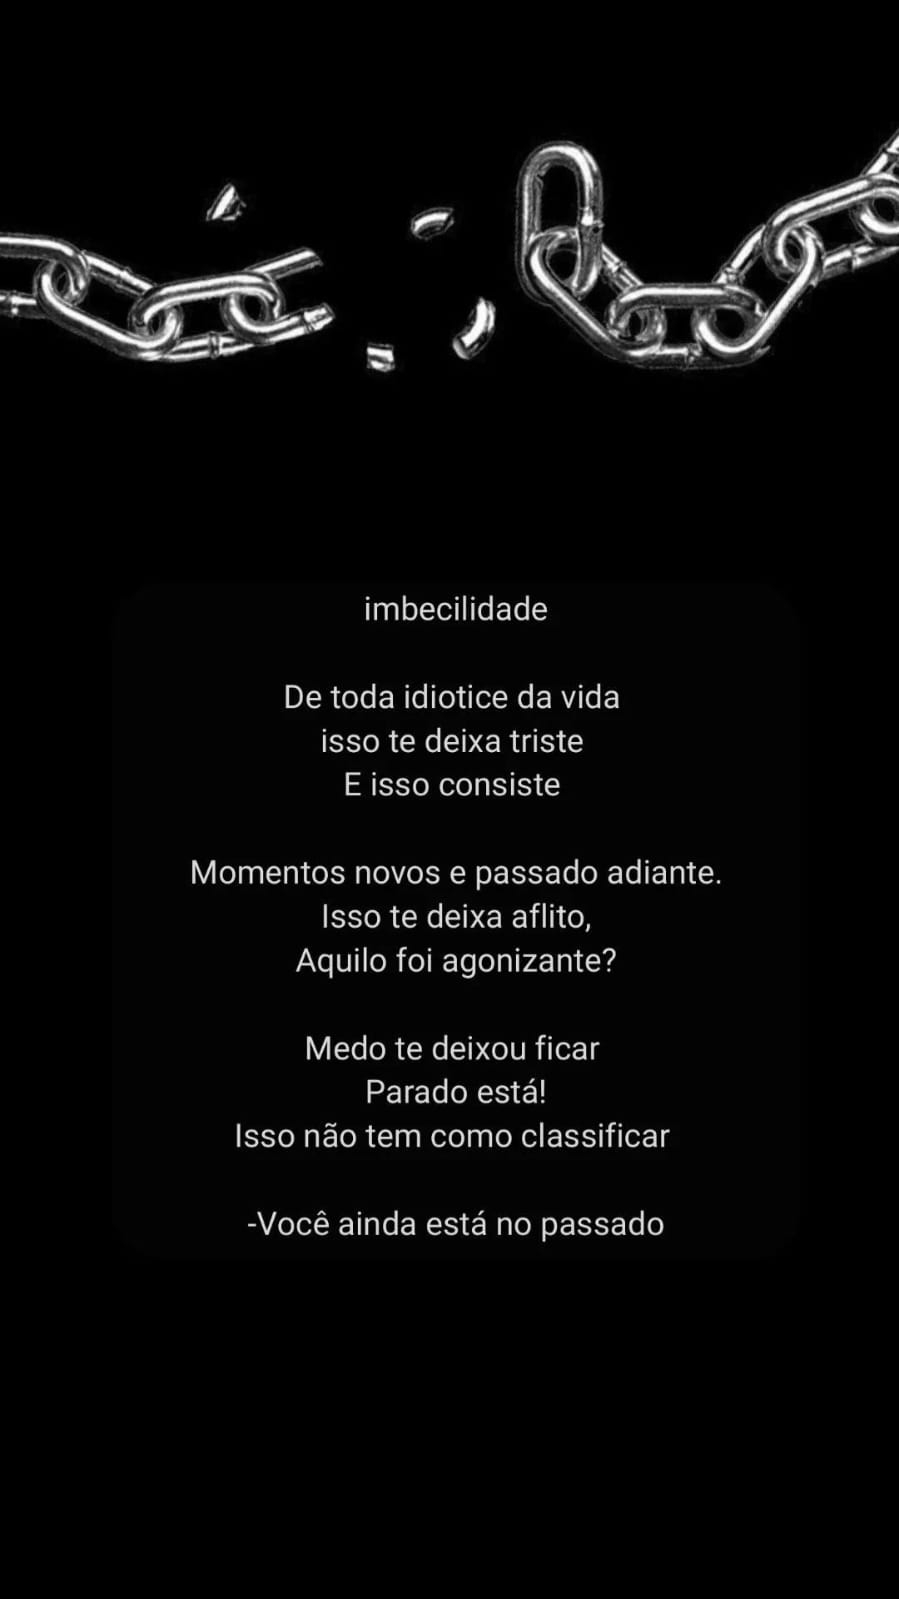 imbecilidade
De toda idiotice da vida
isso te deixa triste
E isso consiste
Momentos novos e passado adiante.
Isso te deixa aflito,
Aquilo foi agonizante?
Medo te deixou ficar
Parado está!
Isso não tem como classificar
-Você ainda está no passado